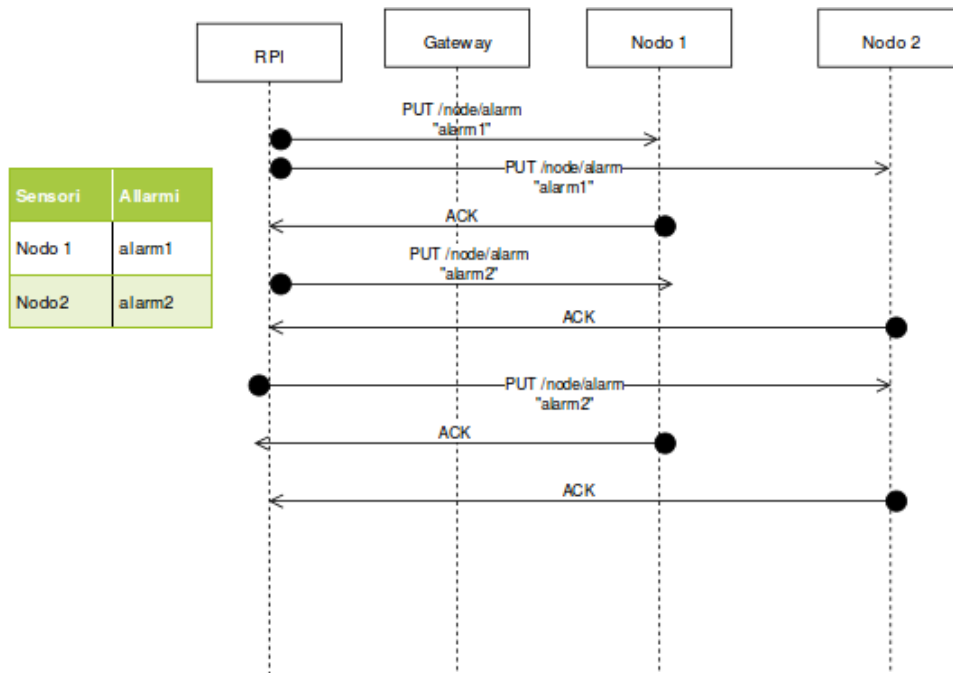 RPI
Gateway
Nodo 1
Nodo 2
PUT /node/alarm
"alarm1"
PUT /node/alarm
"alarm1"
Sensori Allarmi
Nodo 1 alarm1
Nodo2 alarm2
ACK
PUT /node/alarm
"alarm2"
ACK
PUT /node/alarm
"alarm2"
ACK
ACK